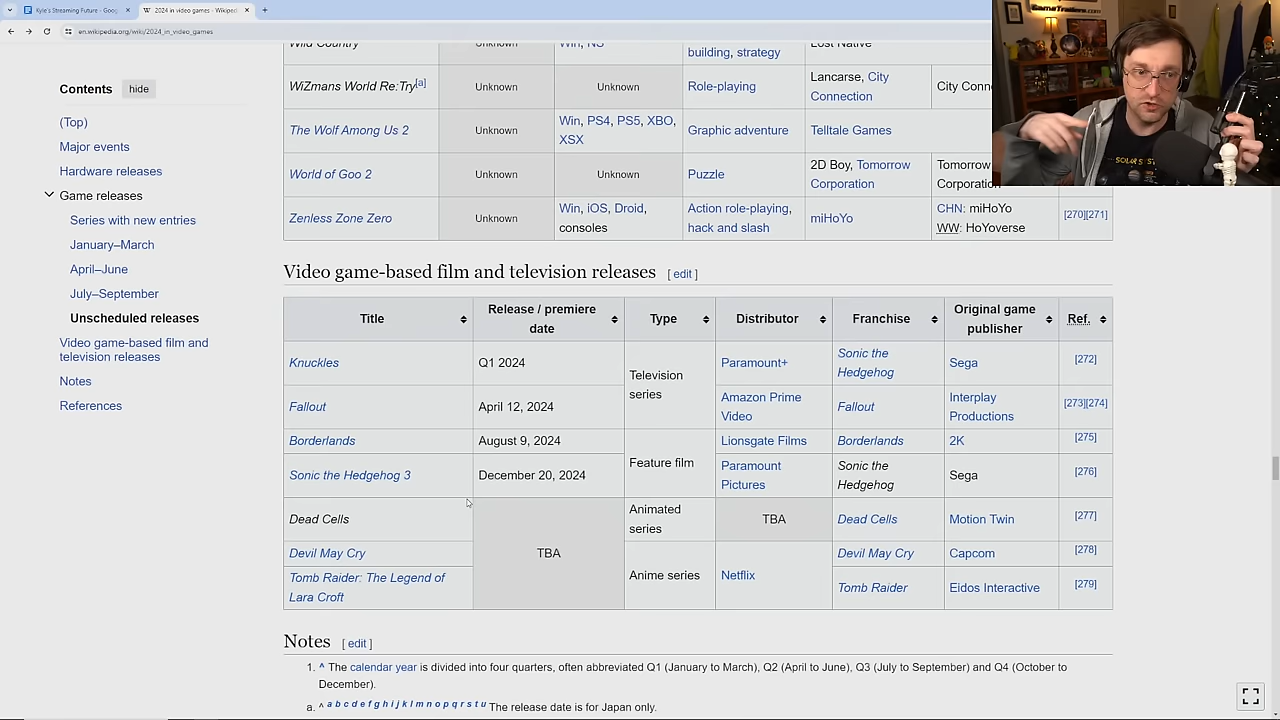 Kyle's Streaming Future - Goog
2024 in video games - Wikiped
en.wikipedia.org/wiki/2024_in_video_games
GameTrailers.com
SOLAR
Contents hide
(Top)
Major events
Hardware releases
Game releases
Series with new entries
January–March
April–June
July–September
Unscheduled releases
Video game-based film and
television releases
Notes
References
Wild Country Unknown Win, NS building, strategy Lost Native
WiZmans World Re:Try[a] Unknown Unknown Role-playing Lancarse, City Connection City Conn
The Wolf Among Us 2 Unknown Win, PS4, PS5, XBO, XSX Graphic adventure Telltale Games
World of Goo 2 Unknown Unknown Puzzle 2D Boy, Tomorrow Corporation Tomorrow Corporation
Zenless Zone Zero Unknown Win, iOS, Droid, consoles Action role-playing, hack and slash miHoYo CHN: miHoYo WW: HoYoverse [270][271]
Video game-based film and television releases [ edit ]
Title Release / premiere date Type Distributor Franchise Original game publisher Ref.
Knuckles Q1 2024 Television series Paramount+ Sonic the Hedgehog Sega [272]
Fallout April 12, 2024 Amazon Prime Video Fallout Interplay Productions [273][274]
Borderlands August 9, 2024 Feature film Lionsgate Films Borderlands 2K [275]
Sonic the Hedgehog 3 December 20, 2024 Paramount Pictures Sonic the Hedgehog Sega [276]
Dead Cells TBA Animated series TBA Dead Cells Motion Twin [277]
Devil May Cry Anime series Netflix Devil May Cry Capcom [278]
Tomb Raider: The Legend of Lara Croft Tomb Raider Eidos Interactive [279]
Notes [ edit ]
1. ^ The calendar year is divided into four quarters, often abbreviated Q1 (January to March), Q2 (April to June), Q3 (July to September) and Q4 (October to
December).
a. ^ a b c d e f g h i j k l m n o p q r s t u The release date is for Japan only.